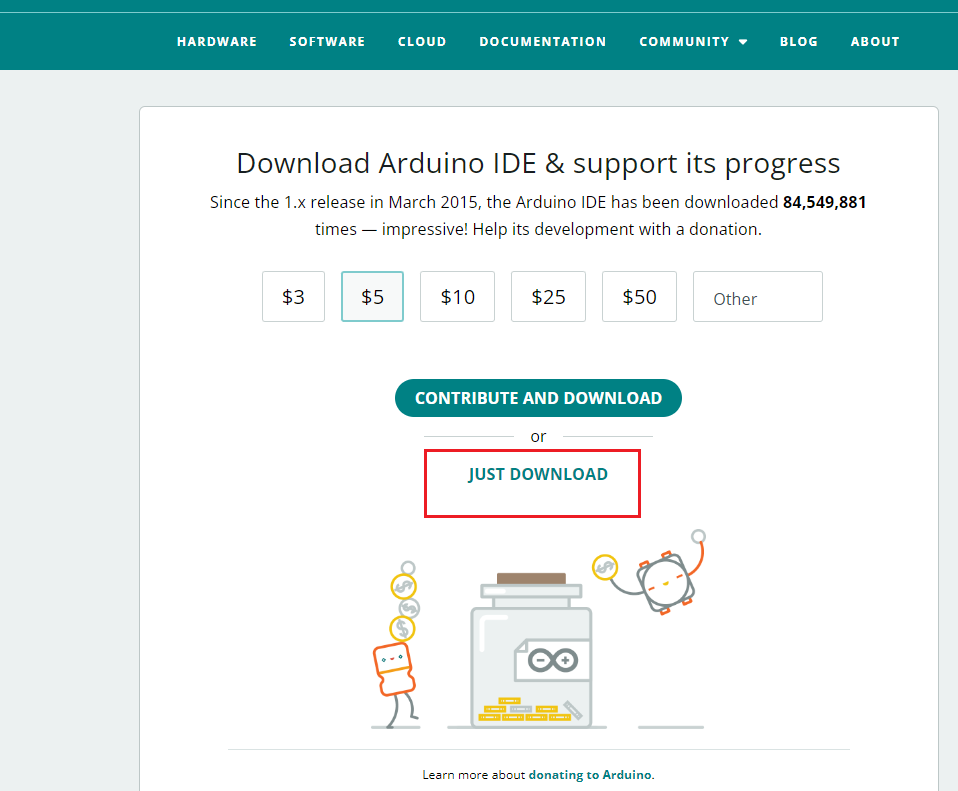 HARDWARE SOFTWARE CLOUD DOCUMENTATION COMMUNITY BLOG ABOUT
Download Arduino IDE & support its progress
Since the 1.x release in March 2015, the Arduino IDE has been downloaded 84,549,881
times — impressive! Help its development with a donation.
$3 $5 $10 $25 $50 Other
CONTRIBUTE AND DOWNLOAD
or
JUST DOWNLOAD
Learn more about donating to Arduino.